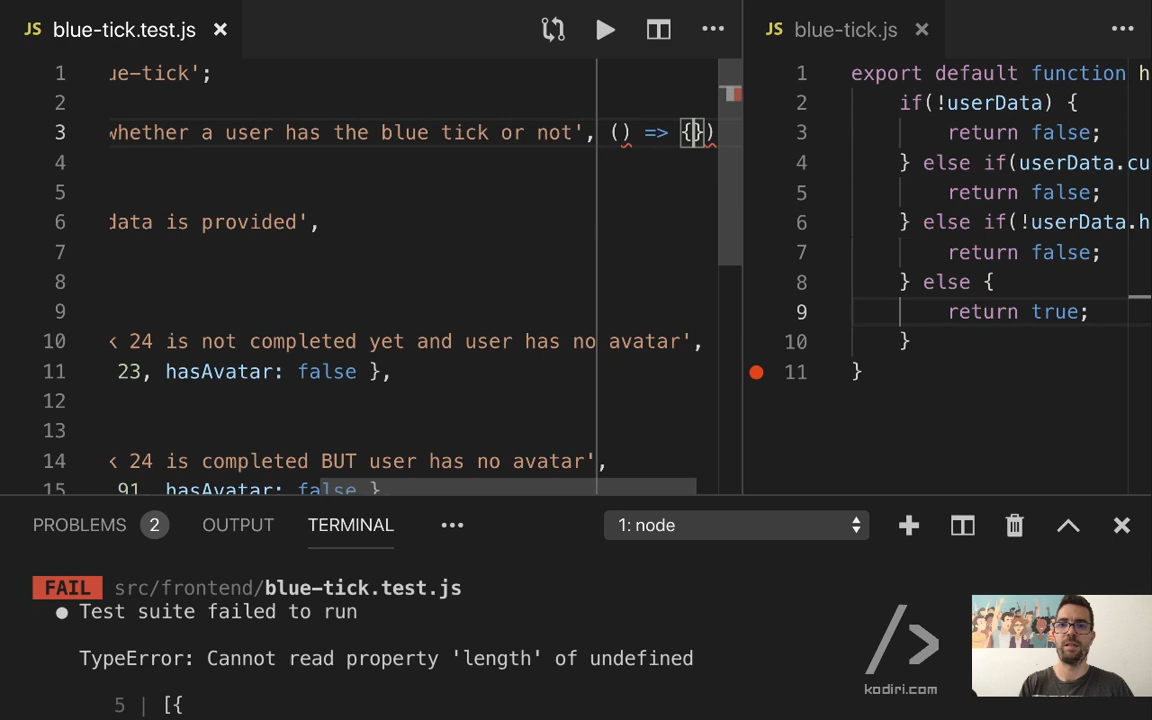 JS blue-tick.test.js ×
JS blue-tick.js ×
1 ue-tick';
2
3 whether a user has the blue tick or not', () => {})
4
5
6 data is provided',
7
8
9
10 k 24 is not completed yet and user has no avatar',
11 23, hasAvatar: false },
12
13
14 k 24 is completed BUT user has no avatar',
15 91, hasAvatar: false }
1 export default function h
2 if(!userData) {
3 return false;
4 } else if(userData.cu
5 return false;
6 } else if(!userData.h
7 return false;
8 } else {
9 return true;
10 }
11 }
PROBLEMS 2 OUTPUT TERMINAL ... 1: node
FAIL src/frontend/blue-tick.test.js
● Test suite failed to run
TypeError: Cannot read property 'length' of undefined
5 | [{
kodiri.com